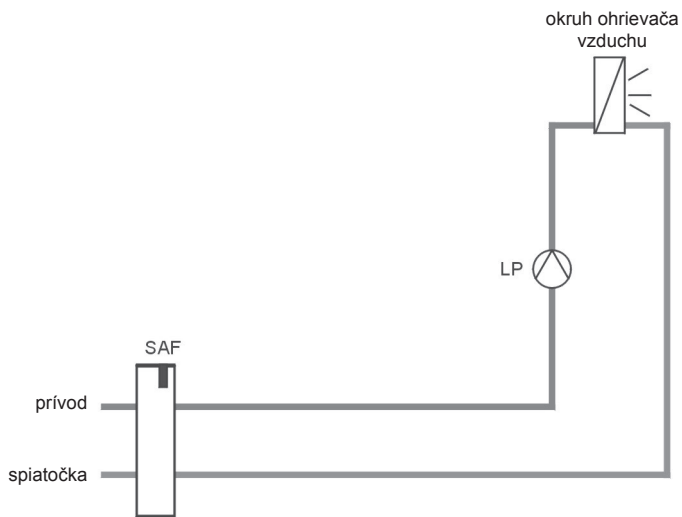 okruh ohrievača
vzduchu
LP
SAF
prívod
spiatočka